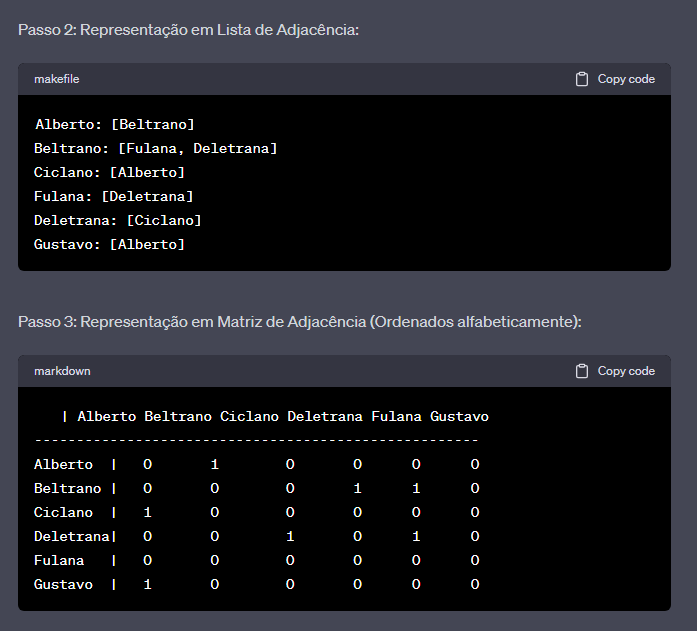 Passo 2: Representação em Lista de Adjacência:
makefile Copy code
Alberto: [Beltrano]
Beltrano: [Fulana, Deletrana]
Ciclano: [Alberto]
Fulana: [Deletrana]
Deletrana: [Ciclano]
Gustavo: [Alberto]
Passo 3: Representação em Matriz de Adjacência (Ordenados alfabeticamente):
markdown Copy code
| Alberto Beltrano Ciclano Deletrana Fulana Gustavo
-----------------------------------------------------
Alberto | 0 1 0 0 0 0
Beltrano | 0 0 0 1 1 0
Ciclano | 1 0 0 0 0 0
Deletrana| 0 0 1 0 1 0
Fulana | 0 0 0 0 0 0
Gustavo | 1 0 0 0 0 0